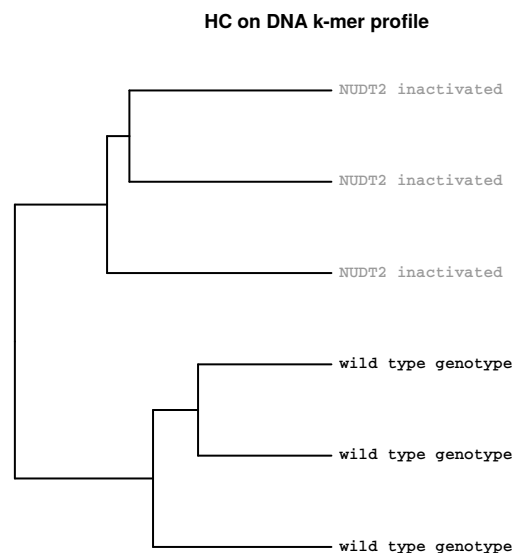 HC on DNA k-mer profile
NUDT2 inactivated
NUDT2 inactivated
NUDT2 inactivated
wild type genotype
wild type genotype
wild type genotype